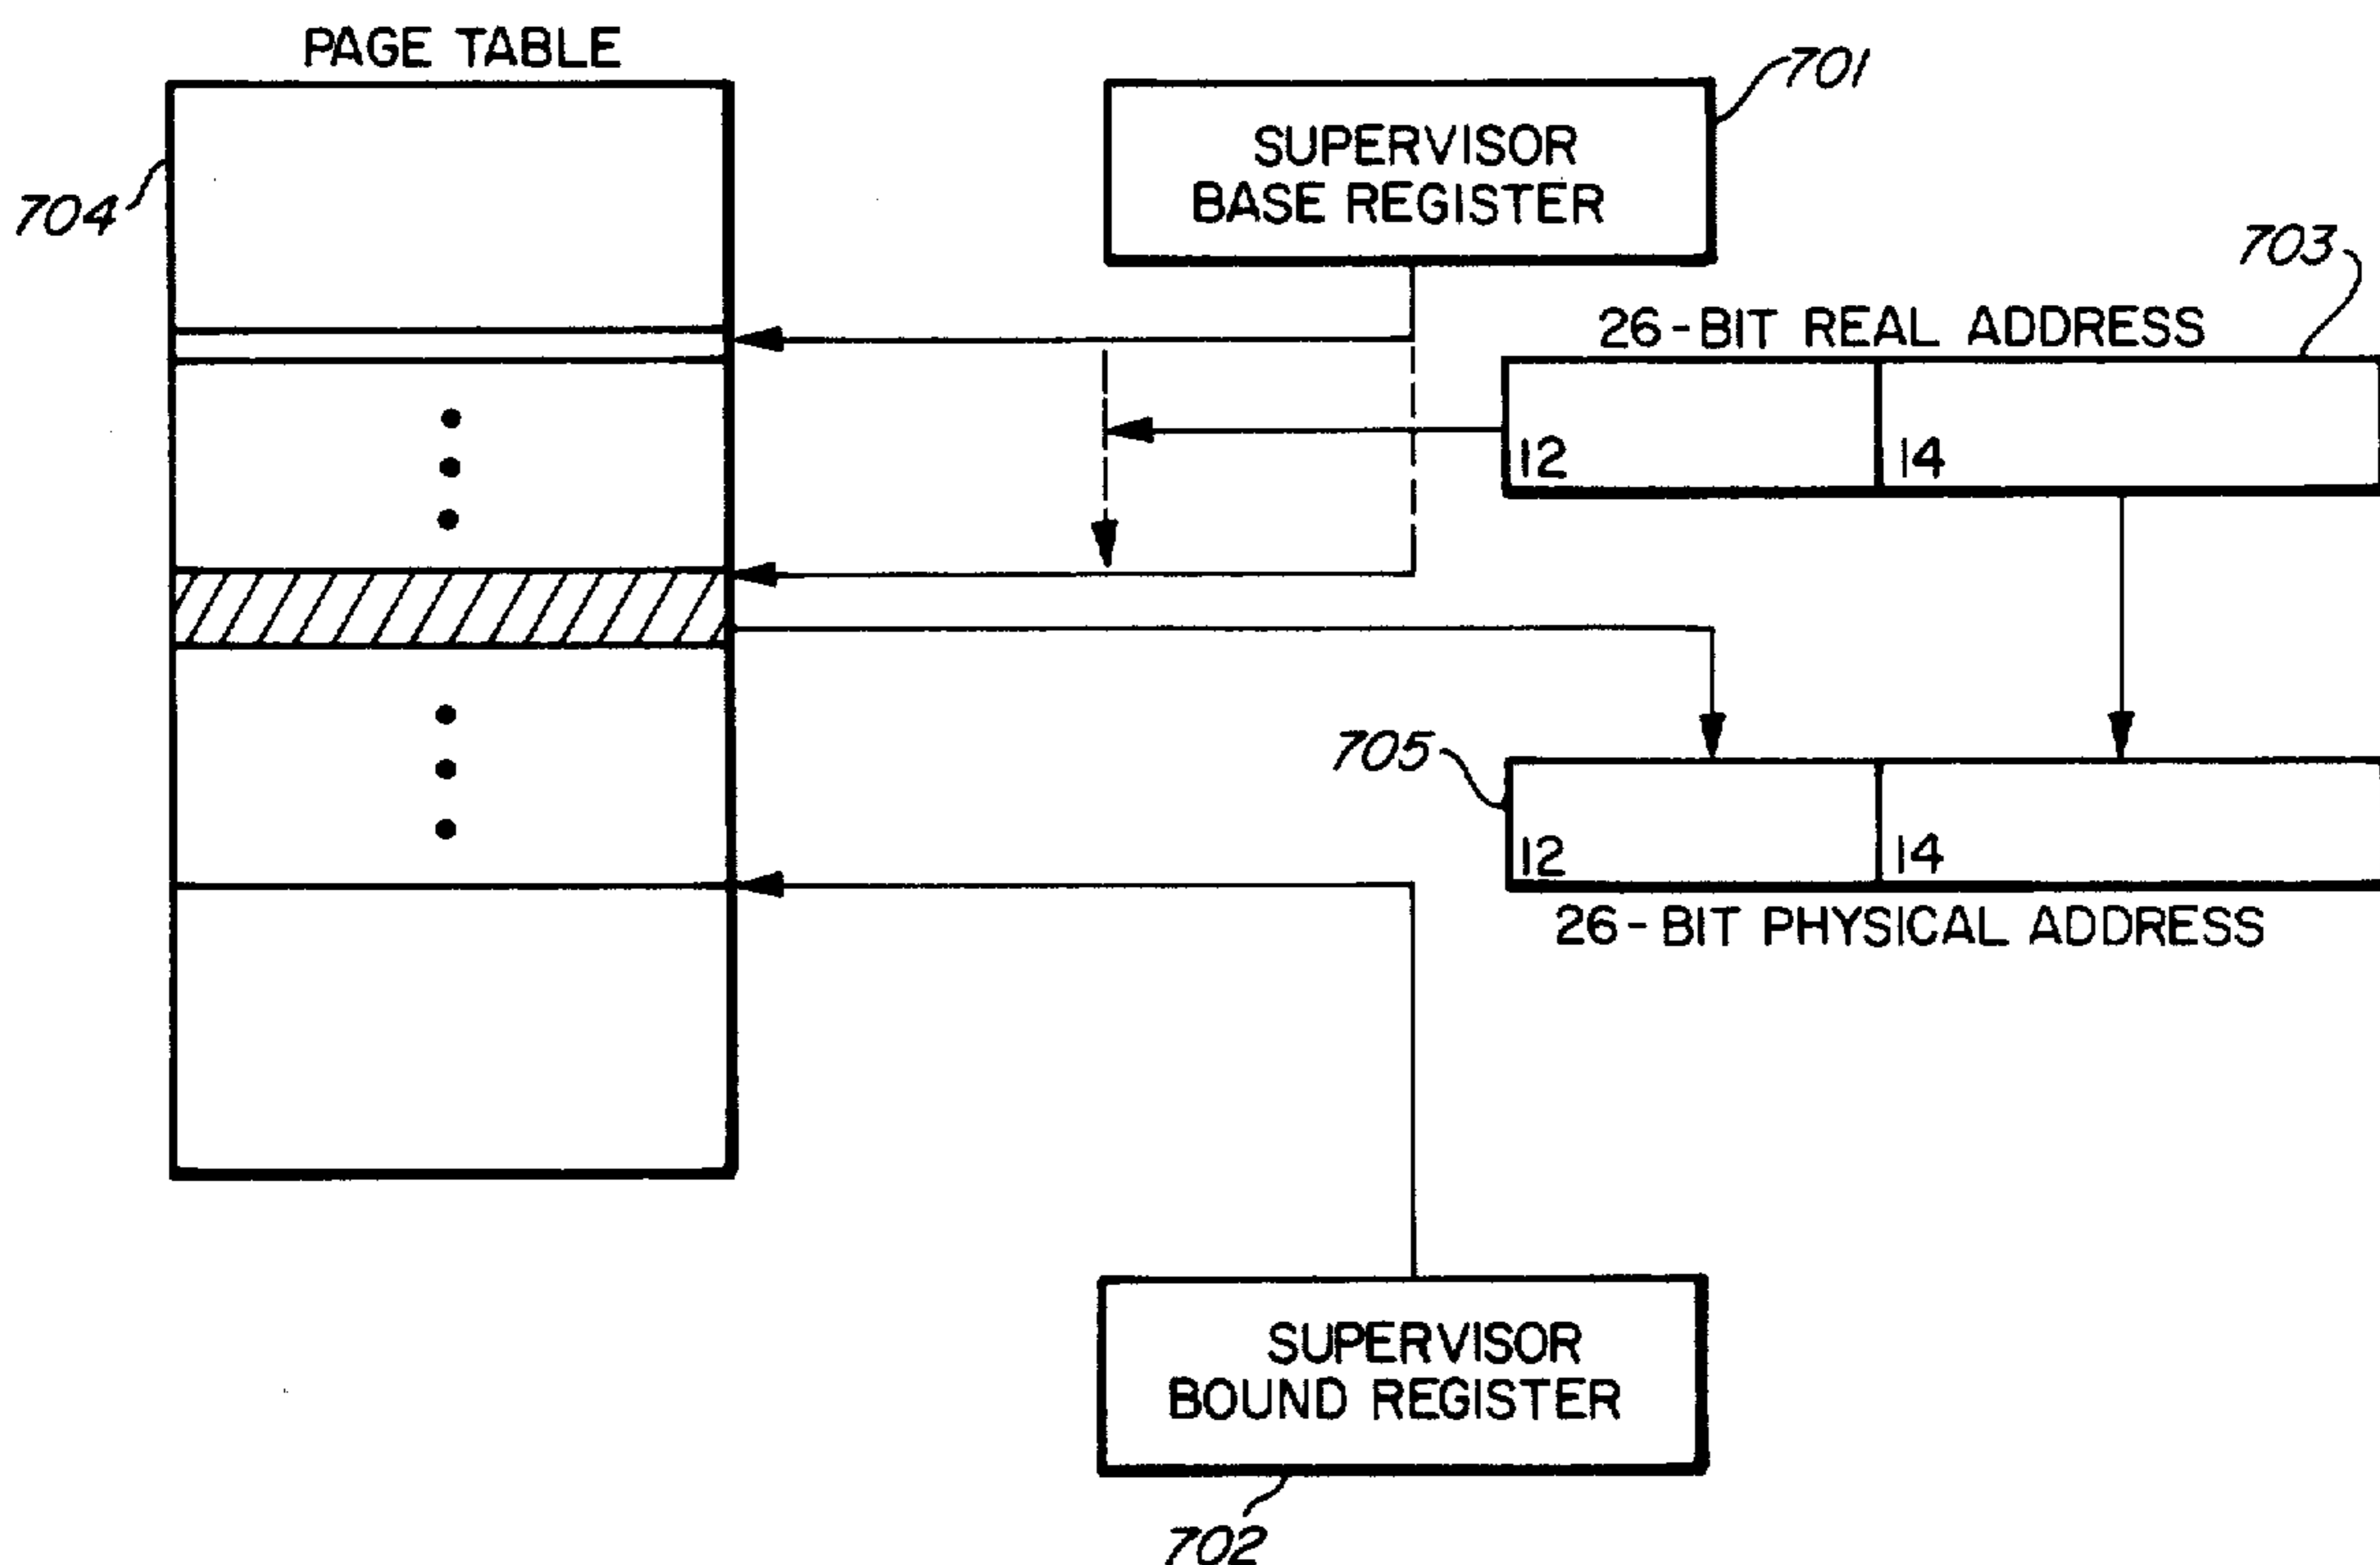 PAGE TABLE
701
SUPERVISOR
BASE REGISTER
704
703
26-BIT REAL ADDRESS
12
14
705
12
14
26-BIT PHYSICAL ADDRESS
SUPERVISOR
BOUND REGISTER
702